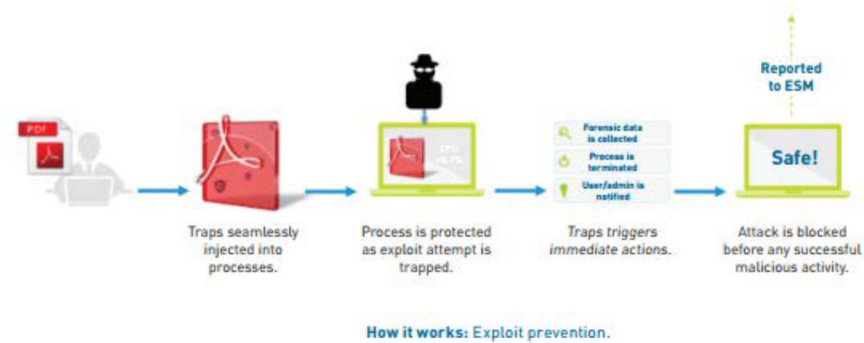 Reported
to ESM
PDF
Forensic data
is collected
Process is
terminated
User/admin is
notified
Safe!
Traps seamlessly
injected into
processes.
Process is protected
as exploit attempt is
trapped.
Traps triggers
immediate actions.
Attack is blocked
before any successful
malicious activity.
How it works: Exploit prevention.